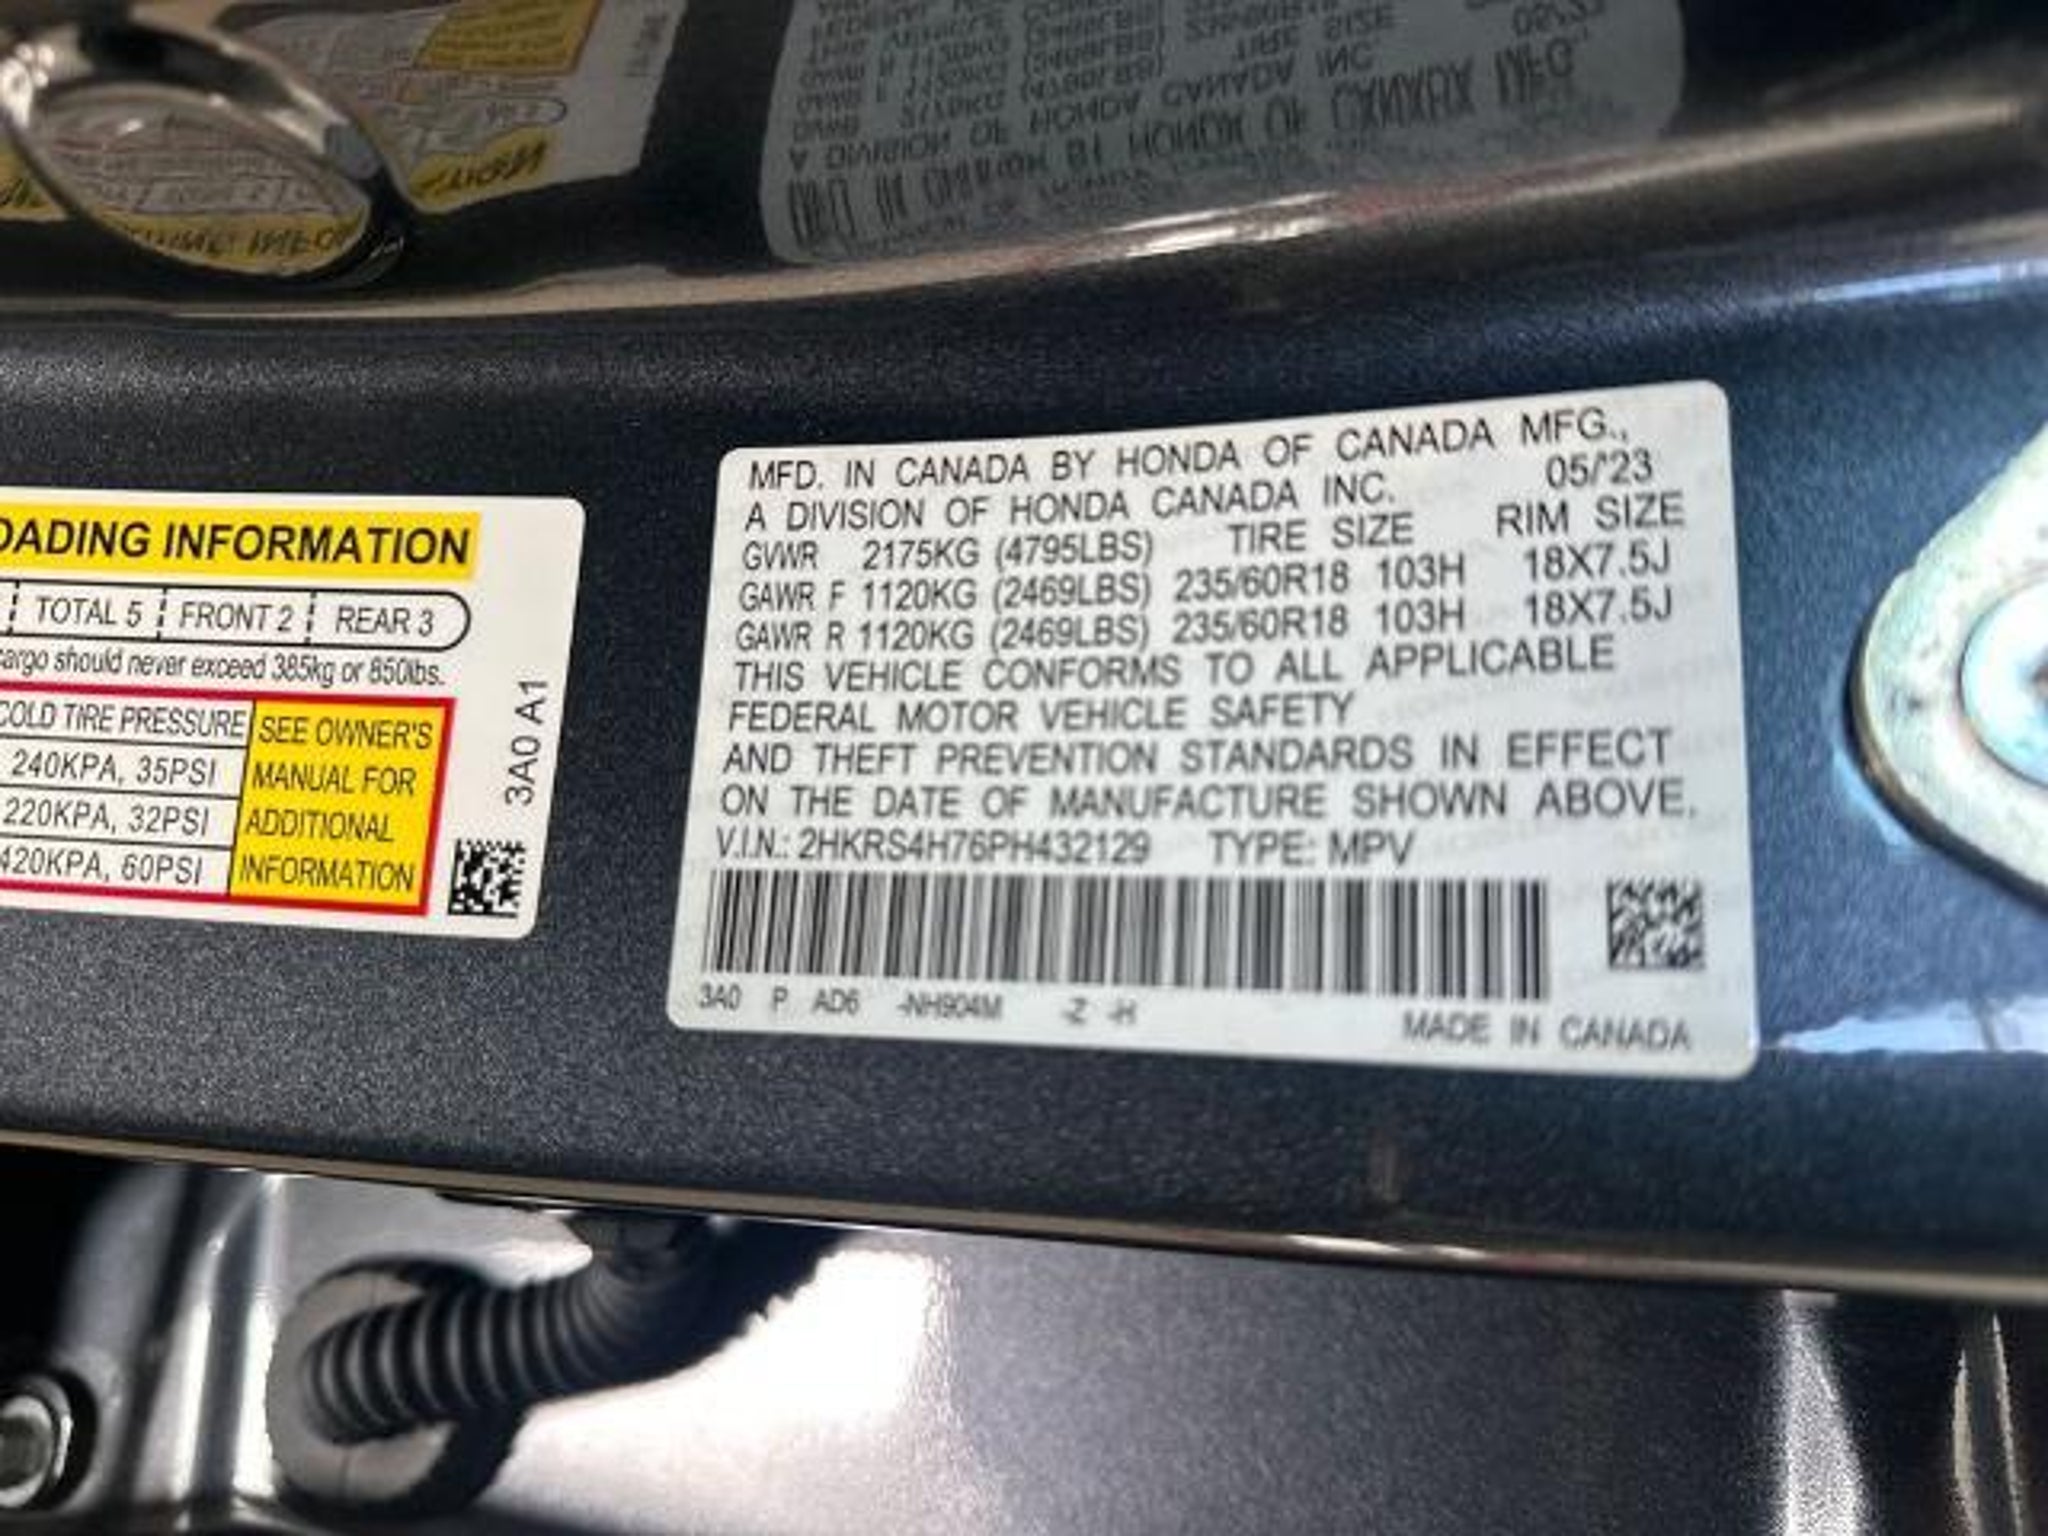 OADING INFORMATION
TOTAL 5 FRONT 2 REAR 3
cargo should never exceed 385kg or 850lbs.
COLD TIRE PRESSURE
240KPA, 35PSI
220KPA, 32PSI
420KPA, 60PSI
SEE OWNER'S
MANUAL FOR
ADDITIONAL
INFORMATION
3A0 A1
MFD. IN CANADA BY HONDA OF CANADA MFG.,
A DIVISION OF HONDA CANADA INC. 05/'23
GVWR 2175KG (4795LBS) TIRE SIZE RIM SIZE
GAWR F 1120KG (2469LBS) 235/60R18 103H 18X7.5J
GAWR R 1120KG (2469LBS) 235/60R18 103H 18X7.5J
THIS VEHICLE CONFORMS TO ALL APPLICABLE
FEDERAL MOTOR VEHICLE SAFETY
AND THEFT PREVENTION STANDARDS IN EFFECT
ON THE DATE OF MANUFACTURE SHOWN ABOVE.
V.I.N.: 2HKRS4H76PH432129 TYPE: MPV
3A0 P AD6 -NH904M -Z -H
MADE IN CANADA